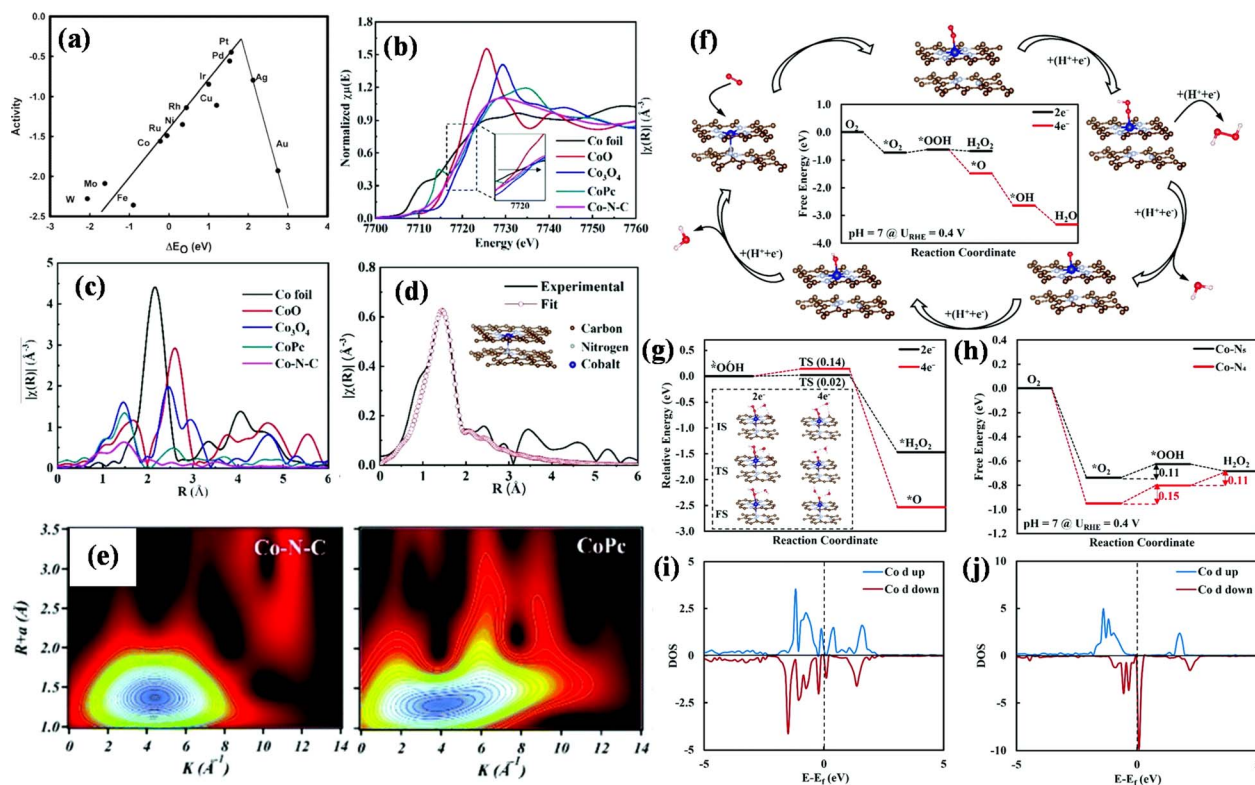 (a)
Activity
0.0
-0.5
-1.0
-1.5
-2.0
-2.5
Pt
Pd
Ir
Ag
Cu
Rh
Ni
Ru
Co
Au
Mo
W
Fe
-3 -2 -1 0 1 2 3 4
ΔE_O (eV)
(b)
Normalized χμ(E)
1.8
1.5
1.2
0.9
0.6
0.3
0.0
Co foil
CoO
Co₃O₄
CoPc
Co-N-C
7720
7700 7710 7720 7730 7740 7750 7760
Energy (eV)
|χ(R)| (Å⁻³)
(c)
|χ(R)| (Å⁻³)
5
4
3
2
1
0
Co foil
CoO
Co₃O₄
CoPc
Co-N-C
0 1 2 3 4 5 6
R (Å)
(d)
|χ(R)| (Å⁻³)
0.8
0.6
0.4
0.2
0.0
Experimental
Fit
Carbon
Nitrogen
Cobalt
0 1 2 3 4 5 6
R (Å)
(e)
R+a (Å)
3.5
3.0
2.5
2.0
1.5
1.0
Co-N-C
0 2 4 6 8 10 12 14
K (Å⁻¹)
CoPc
0 2 4 6 8 10 12 14
K (Å⁻¹)
(f)
+(H⁺+e⁻)
+(H⁺+e⁻)
+(H⁺+e⁻)
+(H⁺+e⁻)
+(H⁺+e⁻)
Free Energy (eV)
1.0
0.0
-1.0
-2.0
-3.0
-4.0
2e⁻
4e⁻
O₂
*O₂
*OOH
H₂O₂
*O
*OH
H₂O
pH = 7 @ U_RHE = 0.4 V
Reaction Coordinate
(g)
Relative Energy (eV)
1.0
0.5
0.0
-0.5
-1.0
-1.5
-2.0
-2.5
-3.0
*OOH
TS (0.14)
TS (0.02)
2e⁻
4e⁻
2e⁻ 4e⁻
IS
TS
FS
*H₂O₂
*O
Reaction Coordinate
(h)
Free Energy (eV)
0.2
0.0
-0.2
-0.4
-0.6
-0.8
-1.0
-1.2
Co-N₅
Co-N₄
O₂
*O₂
*OOH
H₂O₂
0.11
0.15
0.11
pH = 7 @ U_RHE = 0.4 V
Reaction Coordinate
(i)
DOS
5
2.5
0
-2.5
-5
Co d up
Co d down
-5 0 5
E-E_f (eV)
(j)
DOS
10
5
0
-5
-10
Co d up
Co d down
-5 0 5
E-E_f (eV)